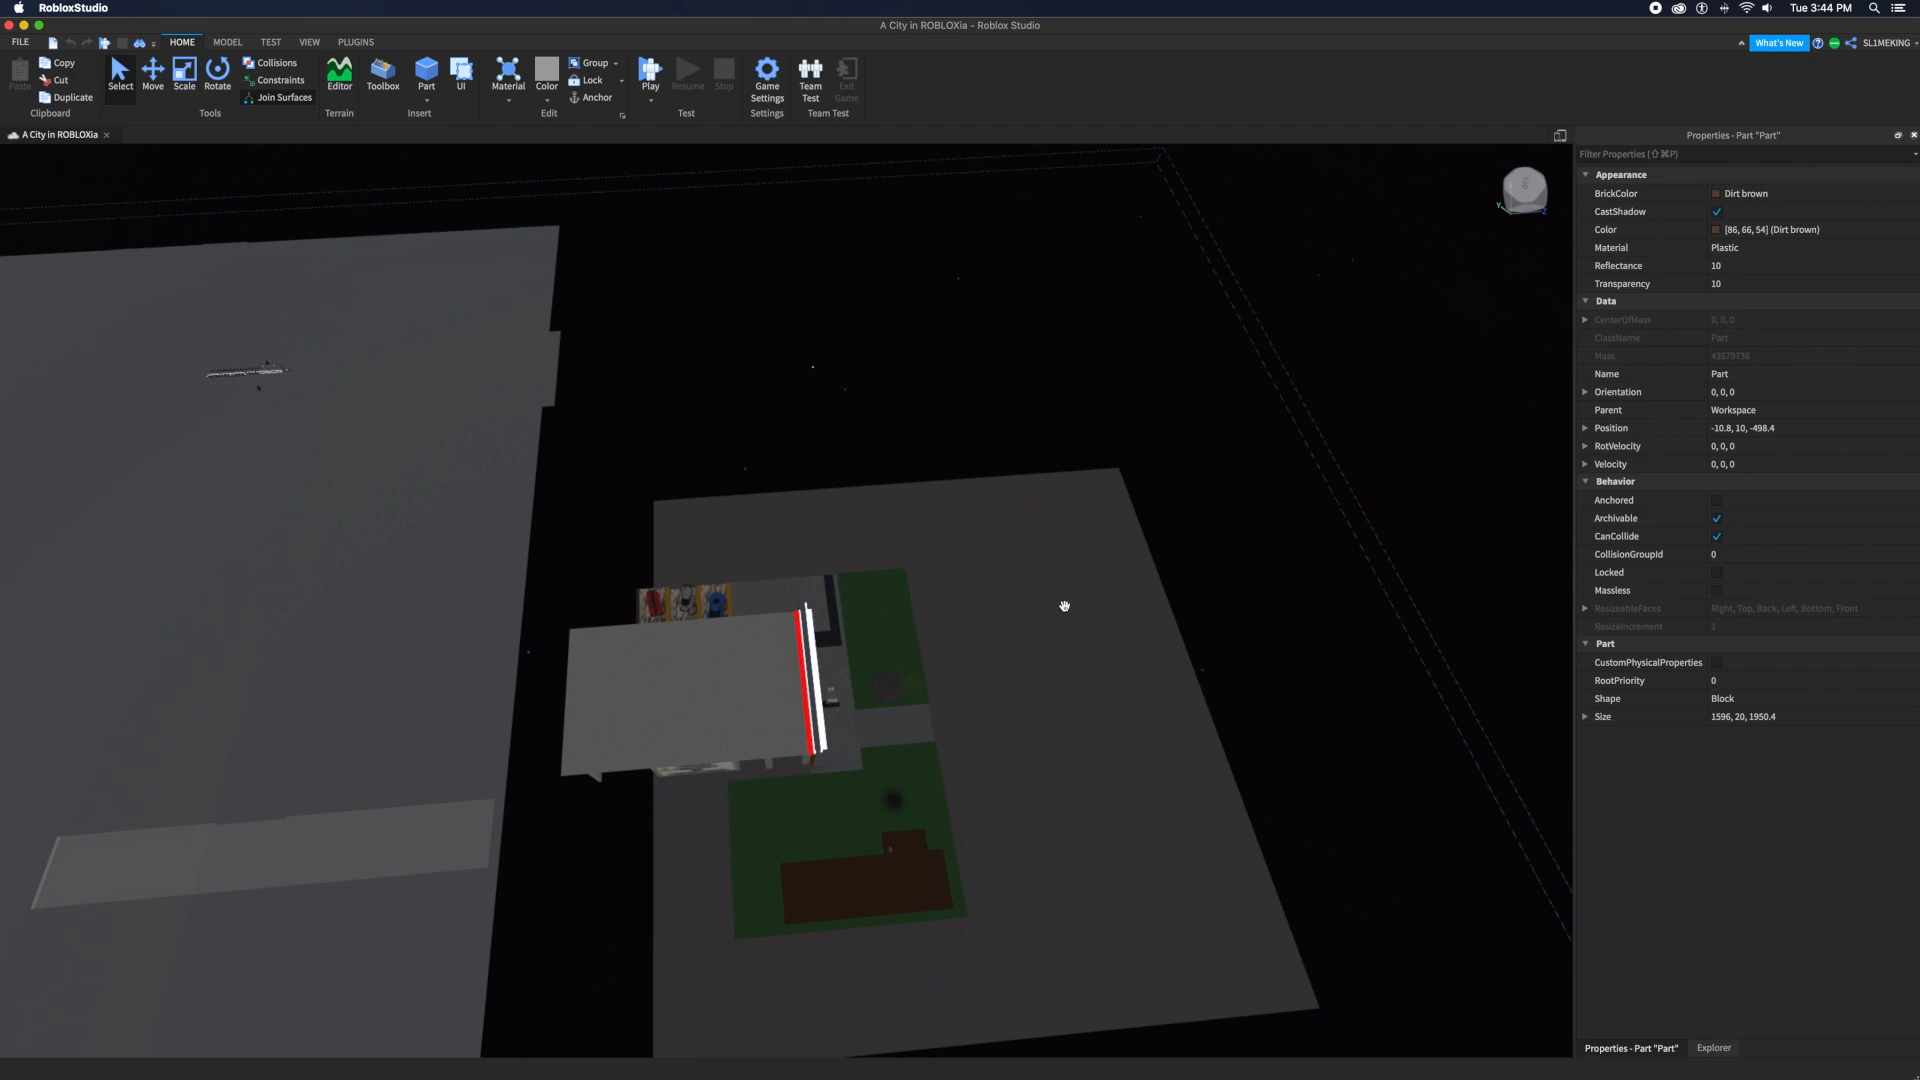 RobloxStudio
Tue 3:44 PM
A City in ROBLOXia - Roblox Studio
FILE
HOME
MODEL
TEST
VIEW
PLUGINS
What's New
SL1MEKING
Paste
Copy
Cut
Duplicate
Clipboard
Select
Move
Scale
Rotate
Collisions
Constraints
Join Surfaces
Tools
Editor
Terrain
Toolbox
Part
UI
Insert
Material
Color
Group
Lock
Anchor
Edit
Play
Resume
Stop
Test
Game
Settings
Settings
Team
Test
Exit
Game
Team Test
A City in ROBLOXia
Properties - Part "Part"
Filter Properties (⇧⌘P)
Appearance
BrickColor Dirt brown
CastShadow
Color [86, 66, 54] (Dirt brown)
Material Plastic
Reflectance 10
Transparency 10
Data
CenterOfMass 0, 0, 0
ClassName Part
Mass 43579736
Name Part
Orientation 0, 0, 0
Parent Workspace
Position -10.8, 10, -498.4
RotVelocity 0, 0, 0
Velocity 0, 0, 0
Behavior
Anchored
Archivable
CanCollide
CollisionGroupId 0
Locked
Massless
ResizeableFaces Right, Top, Back, Left, Bottom, Front
ResizeIncrement 1
Part
CustomPhysicalProperties
RootPriority 0
Shape Block
Size 1596, 20, 1950.4
Properties - Part "Part"
Explorer
Y
Z